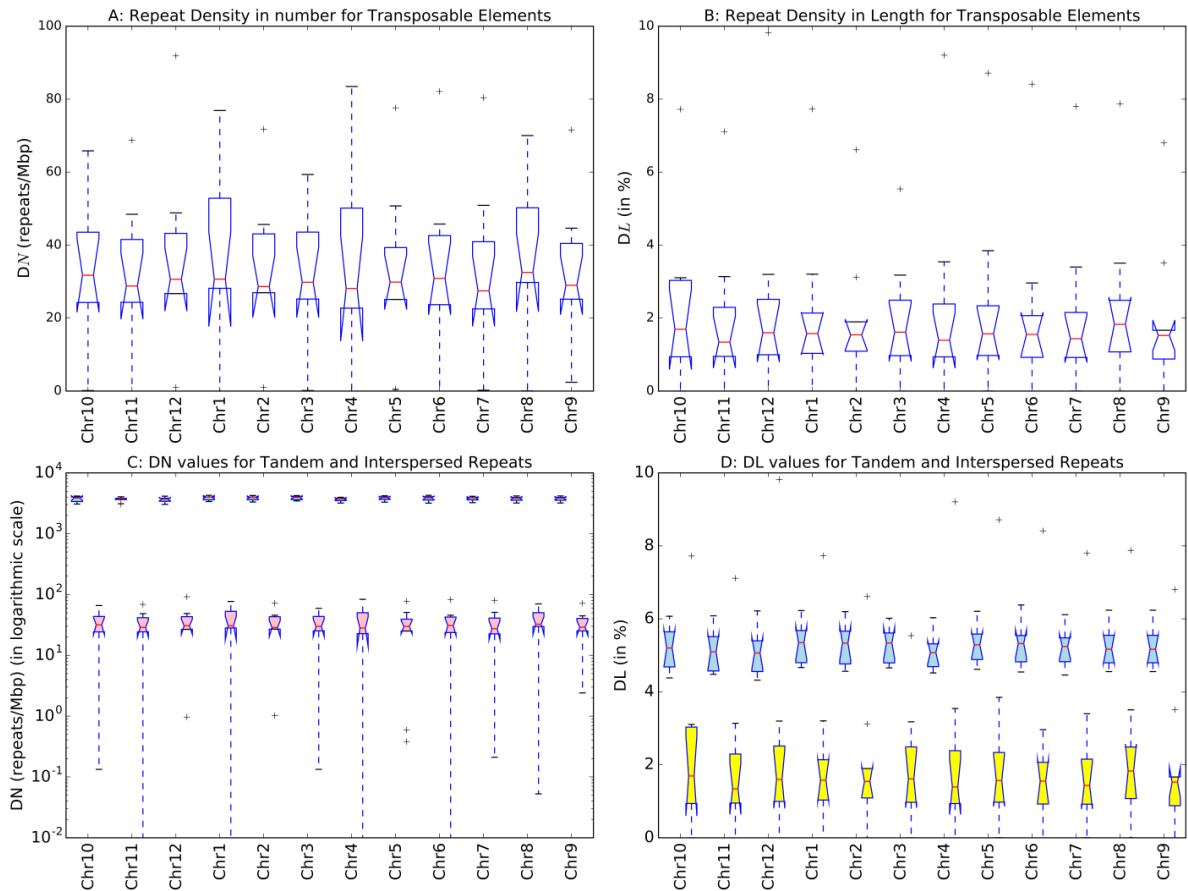 A: Repeat Density in number for Transposable Elements
100
80
60
40
20
0
DN (repeats/Mbp)
Chr10 Chr11 Chr12 Chr1 Chr2 Chr3 Chr4 Chr5 Chr6 Chr7 Chr8 Chr9
B: Repeat Density in Length for Transposable Elements
10
8
6
4
2
0
DL (in %)
Chr10 Chr11 Chr12 Chr1 Chr2 Chr3 Chr4 Chr5 Chr6 Chr7 Chr8 Chr9
C: DN values for Tandem and Interspersed Repeats
10^4
10^3
10^2
10^1
10^0
10^-1
10^-2
DN (repeats/Mbp) (in logarithmic scale)
Chr10 Chr11 Chr12 Chr1 Chr2 Chr3 Chr4 Chr5 Chr6 Chr7 Chr8 Chr9
D: DL values for Tandem and Interspersed Repeats
10
8
6
4
2
0
DL (in %)
Chr10 Chr11 Chr12 Chr1 Chr2 Chr3 Chr4 Chr5 Chr6 Chr7 Chr8 Chr9